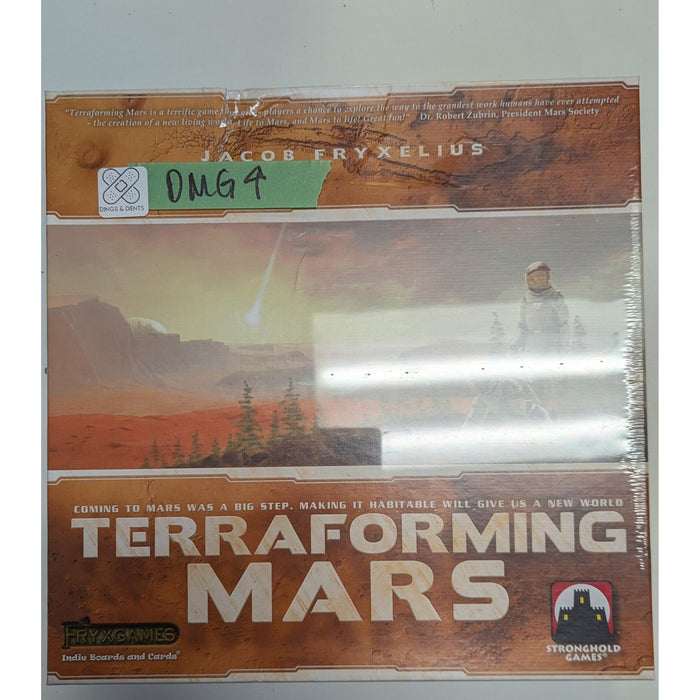 "Terraforming Mars is a terrific game that gives players a chance to explore the way to the grandest work humans have ever attempted
- the creation of a new living world. Life to Mars, and Mars to life! Great fun!" Dr. Robert Zubrin, President Mars Society
JACOB FRYXELIUS
DMG 4
DINGS & DENTS
COMING TO MARS WAS A BIG STEP. MAKING IT HABITABLE WILL GIVE US A NEW WORLD
TERRAFORMING
MARS
FRYXGAMES
Indie Boards and Cards®
STRONGHOLD
GAMES®